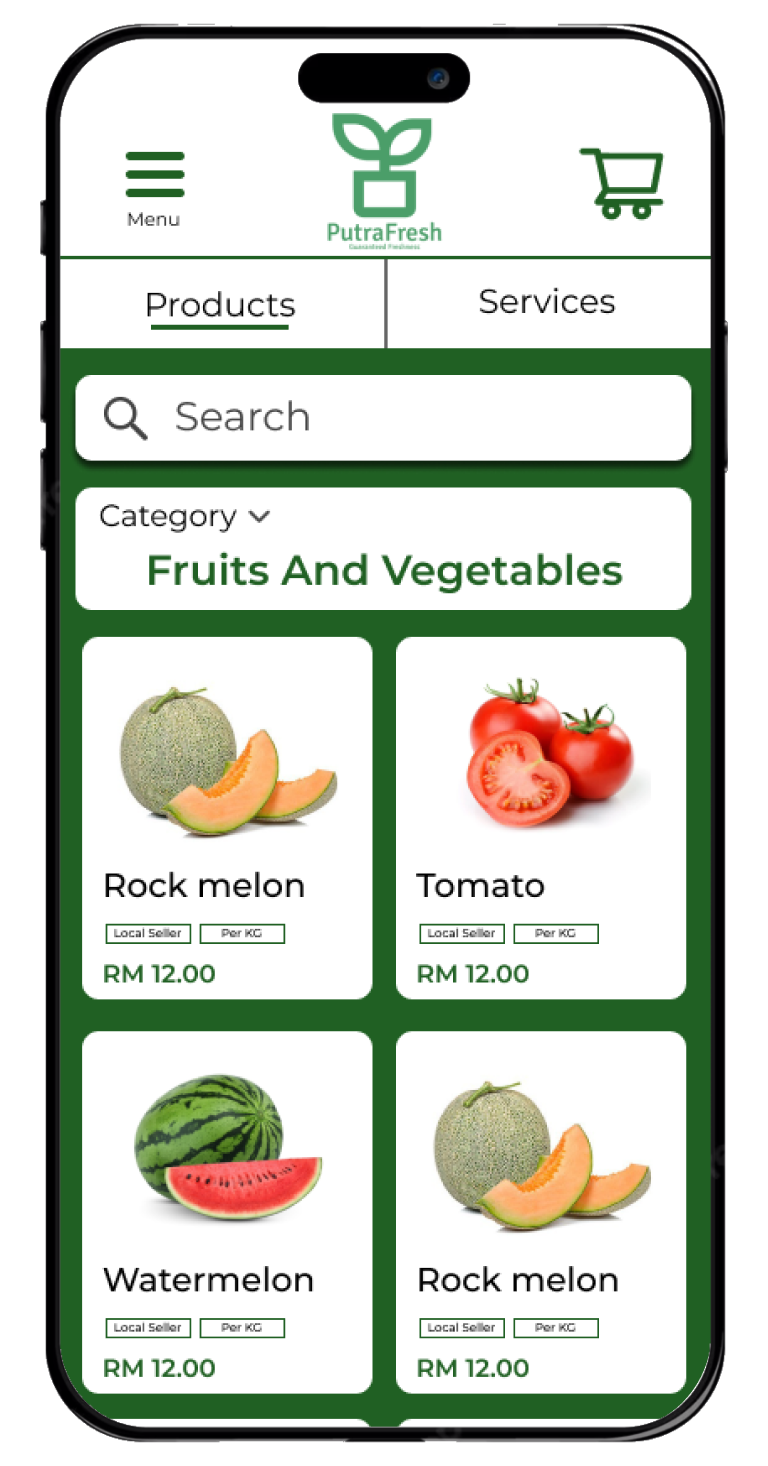 Menu
PutraFresh
Guaranteed Freshness
Products
Services
Search
Category
Fruits And Vegetables
Rock melon
Local Seller
Per KG
RM 12.00
Tomato
Local Seller
Per KG
RM 12.00
Watermelon
Local Seller
Per KG
RM 12.00
Rock melon
Local Seller
Per KG
RM 12.00